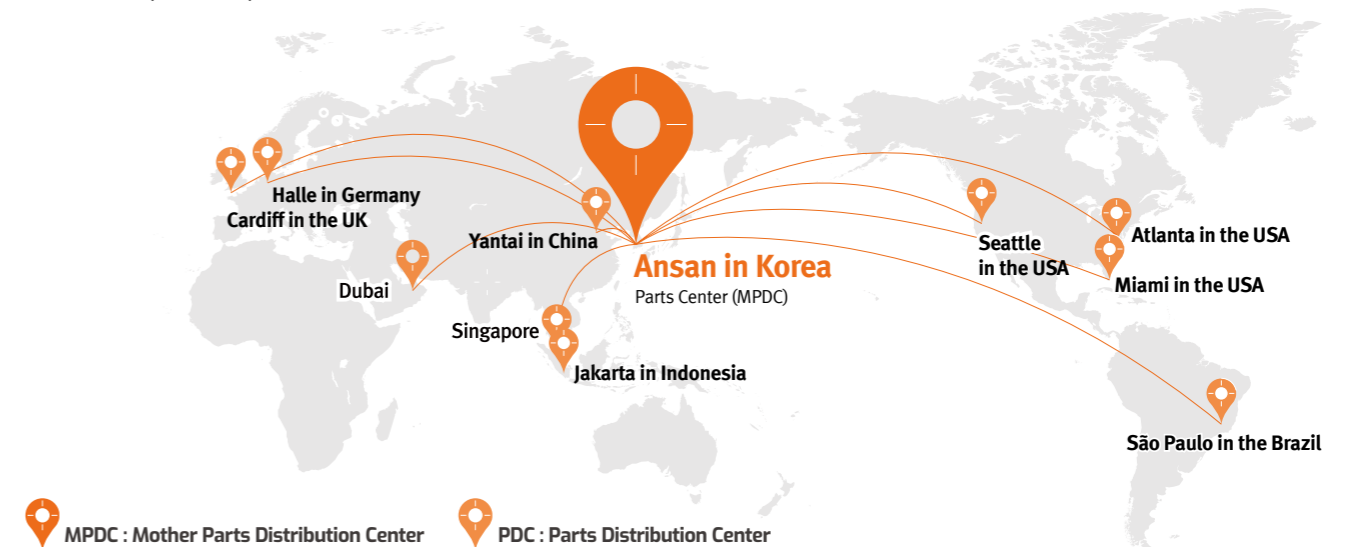 Halle in Germany
Cardiff in the UK
Yantai in China
Dubai
Singapore
Jakarta in Indonesia
Ansan in Korea
Parts Center (MPDC)
Seattle
in the USA
Atlanta in the USA
Miami in the USA
São Paulo in the Brazil
MPDC : Mother Parts Distribution Center
PDC : Parts Distribution Center